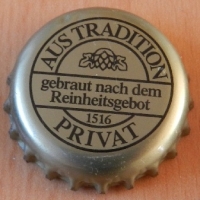 AUS TRADITION
gebraut nach dem
Reinheitsgebot
1516
PRIVAT